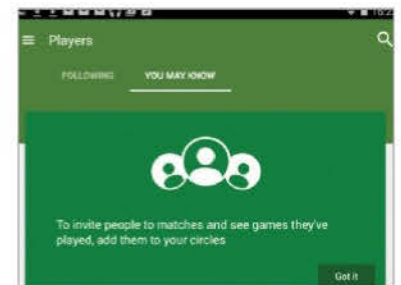 Players
FOLLOWING YOU MAY KNOW
To invite people to matches and see games they've
played, add them to your circles
Got it